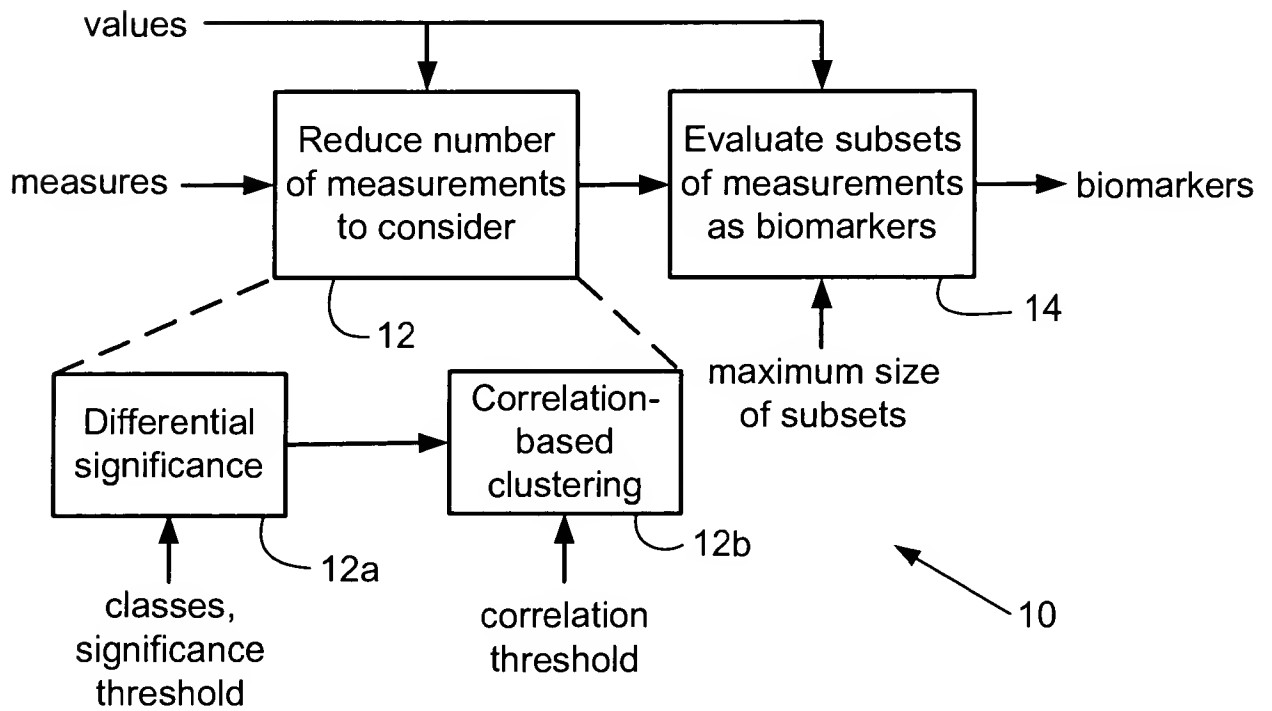 values
measures
Reduce number
of measurements
to consider
Evaluate subsets
of measurements
as biomarkers
biomarkers
12
14
maximum size
of subsets
Differential
significance
Correlation-
based
clustering
12a
12b
classes,
significance
threshold
correlation
threshold
10